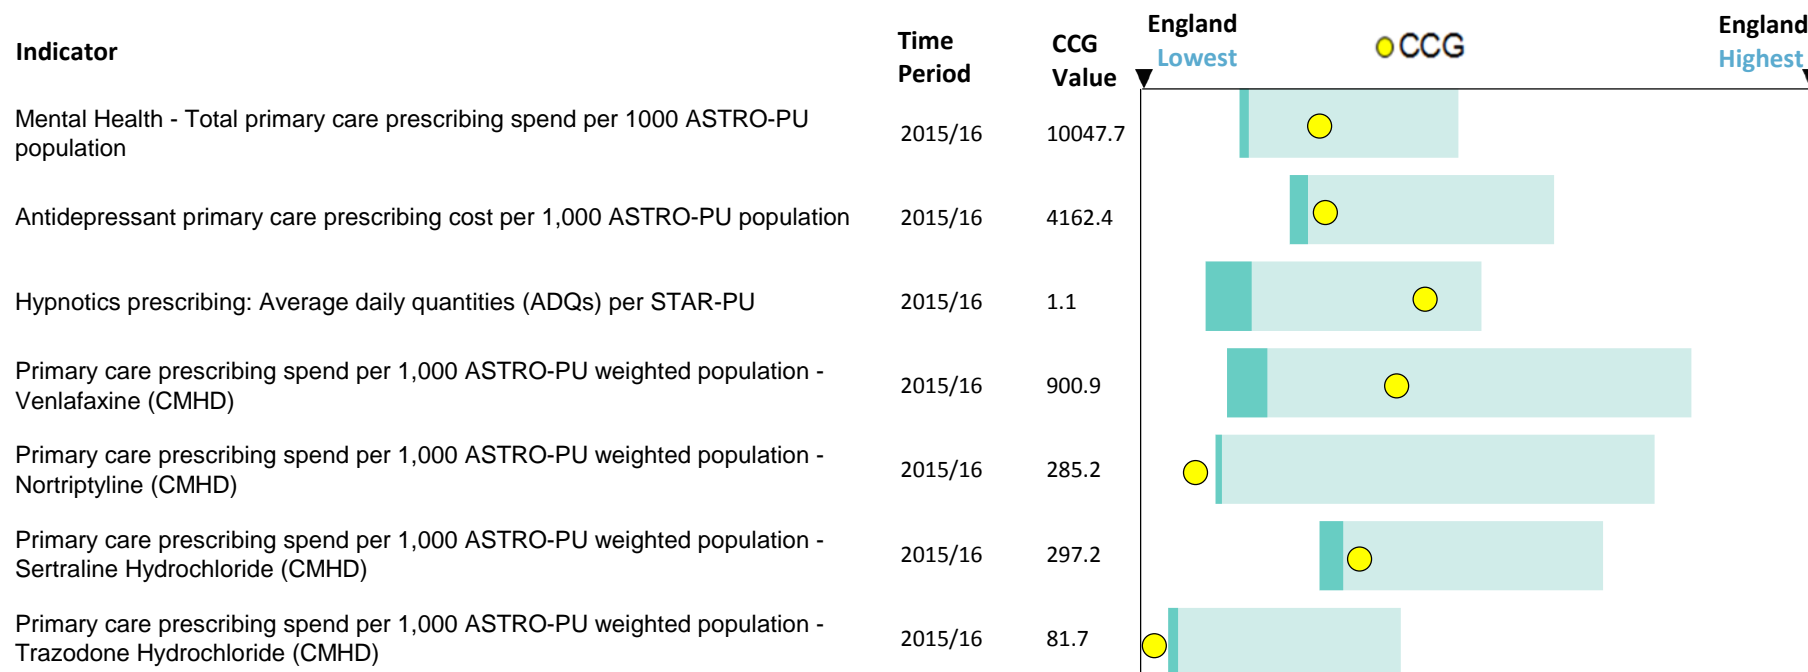 Indicator
Time
Period
CCG
Value
England
Lowest
CCG
England
Highest
Mental Health - Total primary care prescribing spend per 1000 ASTRO-PU
population
2015/16
10047.7
Antidepressant primary care prescribing cost per 1,000 ASTRO-PU population
2015/16
4162.4
Hypnotics prescribing: Average daily quantities (ADQs) per STAR-PU
2015/16
1.1
Primary care prescribing spend per 1,000 ASTRO-PU weighted population -
Venlafaxine (CMHD)
2015/16
900.9
Primary care prescribing spend per 1,000 ASTRO-PU weighted population -
Nortriptyline (CMHD)
2015/16
285.2
Primary care prescribing spend per 1,000 ASTRO-PU weighted population -
Sertraline Hydrochloride (CMHD)
2015/16
297.2
Primary care prescribing spend per 1,000 ASTRO-PU weighted population -
Trazodone Hydrochloride (CMHD)
2015/16
81.7